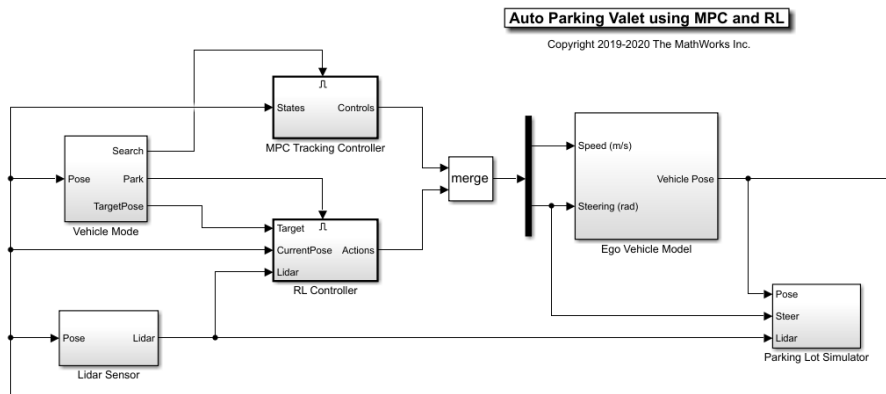 Auto Parking Valet using MPC and RL
Copyright 2019-2020 The MathWorks Inc.
States
Controls
MPC Tracking Controller
Search
Pose
Park
TargetPose
Vehicle Mode
merge
Speed (m/s)
Vehicle Pose
Steering (rad)
Ego Vehicle Model
Target
CurrentPose
Actions
Lidar
RL Controller
Pose
Steer
Lidar
Parking Lot Simulator
Pose
Lidar
Lidar Sensor